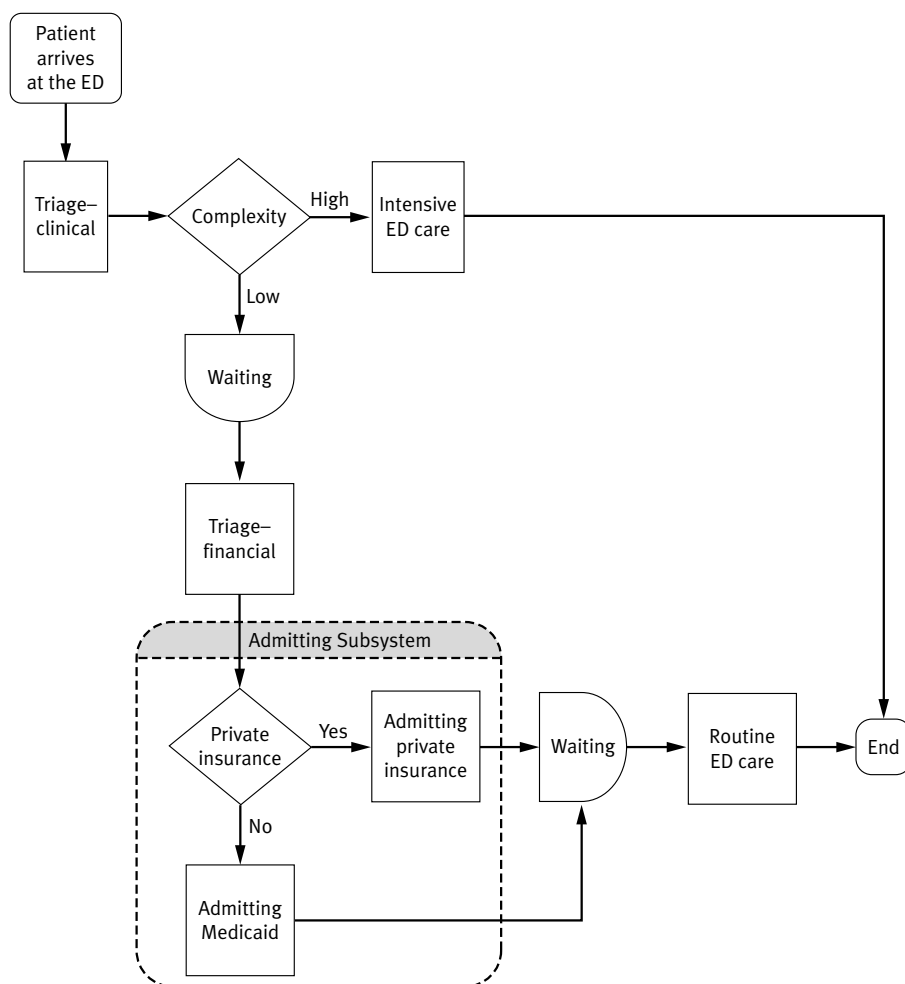 Patient
arrives
at the ED
Triage–
clinical
Complexity
High
Intensive
ED care
Low
Waiting
Triage–
financial
Admitting Subsystem
Private
insurance
Yes
Admitting
private
insurance
Waiting
Routine
ED care
End
No
Admitting
Medicaid